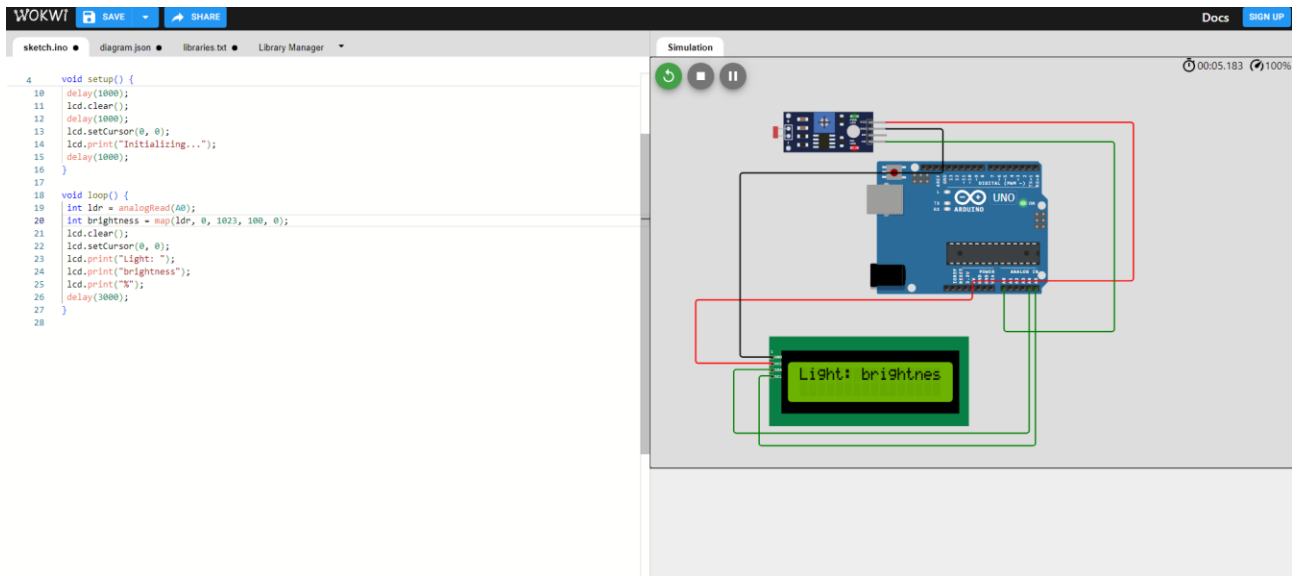 WOKWI SAVE SHARE Docs SIGN UP
sketch.ino ● diagram.json ● libraries.txt ● Library Manager Simulation
00:05.183 100%
4 void setup() {
10 delay(1000);
11 lcd.clear();
12 delay(1000);
13 lcd.setCursor(0, 0);
14 lcd.print("Initializing...");
15 delay(1000);
16 }
17
18 void loop() {
19 int ldr = analogRead(A0);
20 int brightness = map(ldr, 0, 1023, 100, 0);
21 lcd.clear();
22 lcd.setCursor(0, 0);
23 lcd.print("Light: ");
24 lcd.print("brightness");
25 lcd.print("%");
26 delay(3000);
27 }
28
DIGITAL (PWM ~)
UNO
ARDUINO
POWER ANALOG IN
Light: brightnes